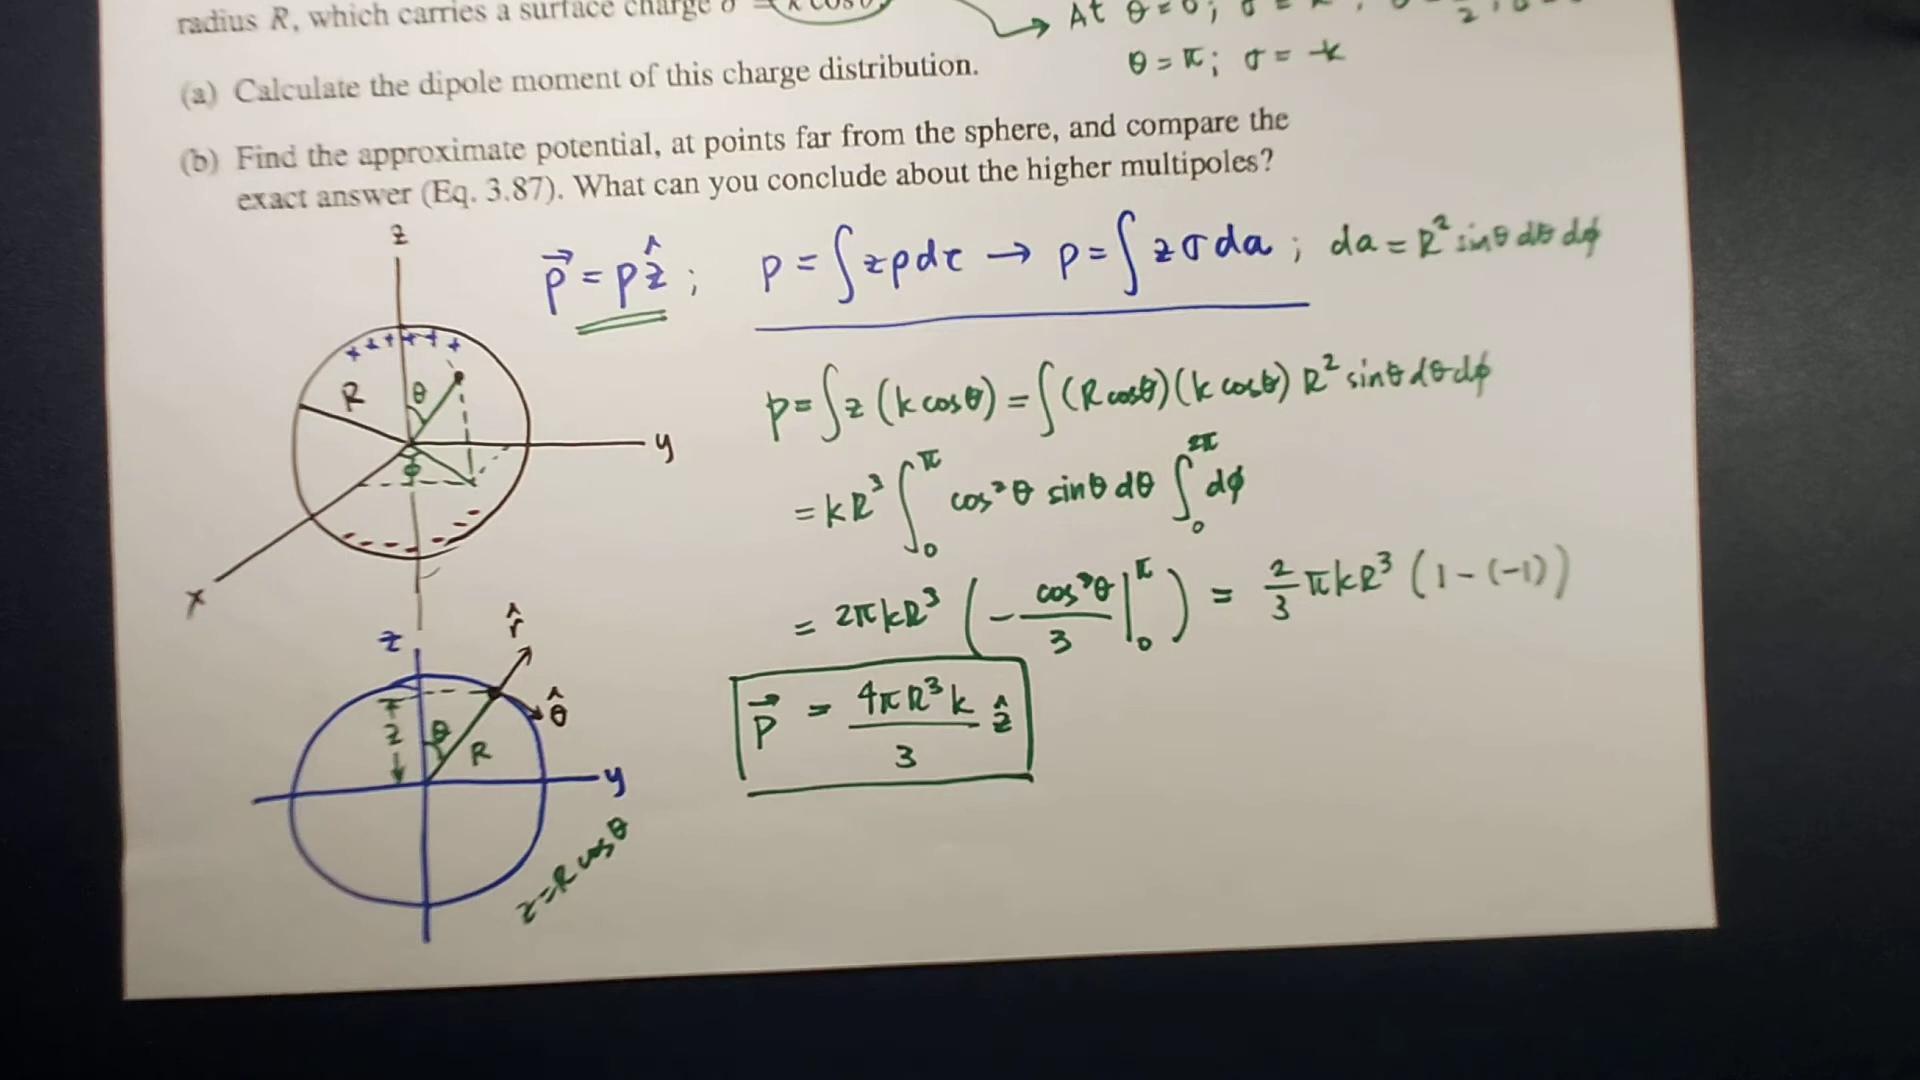 radius R, which carries a surface charge σ = k cos θ
→ At θ = 0; σ =
θ = π; σ = -k
(a) Calculate the dipole moment of this charge distribution.
(b) Find the approximate potential, at points far from the sphere, and compare the
exact answer (Eq. 3.87). What can you conclude about the higher multipoles?
p⃗ = pẑ ; p = ∫zρdτ → p = ∫zσda ; da = R² sinθ dθ dϕ
z
+ + + + + +
R θ
y
ϕ
- - - - - -
x
p = ∫z (k cosθ) = ∫(R cosθ)(k cosθ) R² sinθ dθ dϕ
= kR³ ∫₀^π cos²θ sinθ dθ ∫₀^2π dϕ
= 2πkR³ (- cos³θ/3 |₀^π) = 2/3 πkR³ (1-(-1))
p⃗ = 4πR³k/3 ẑ
z
r̂
θ̂
z θ R
y
z=R cosθ